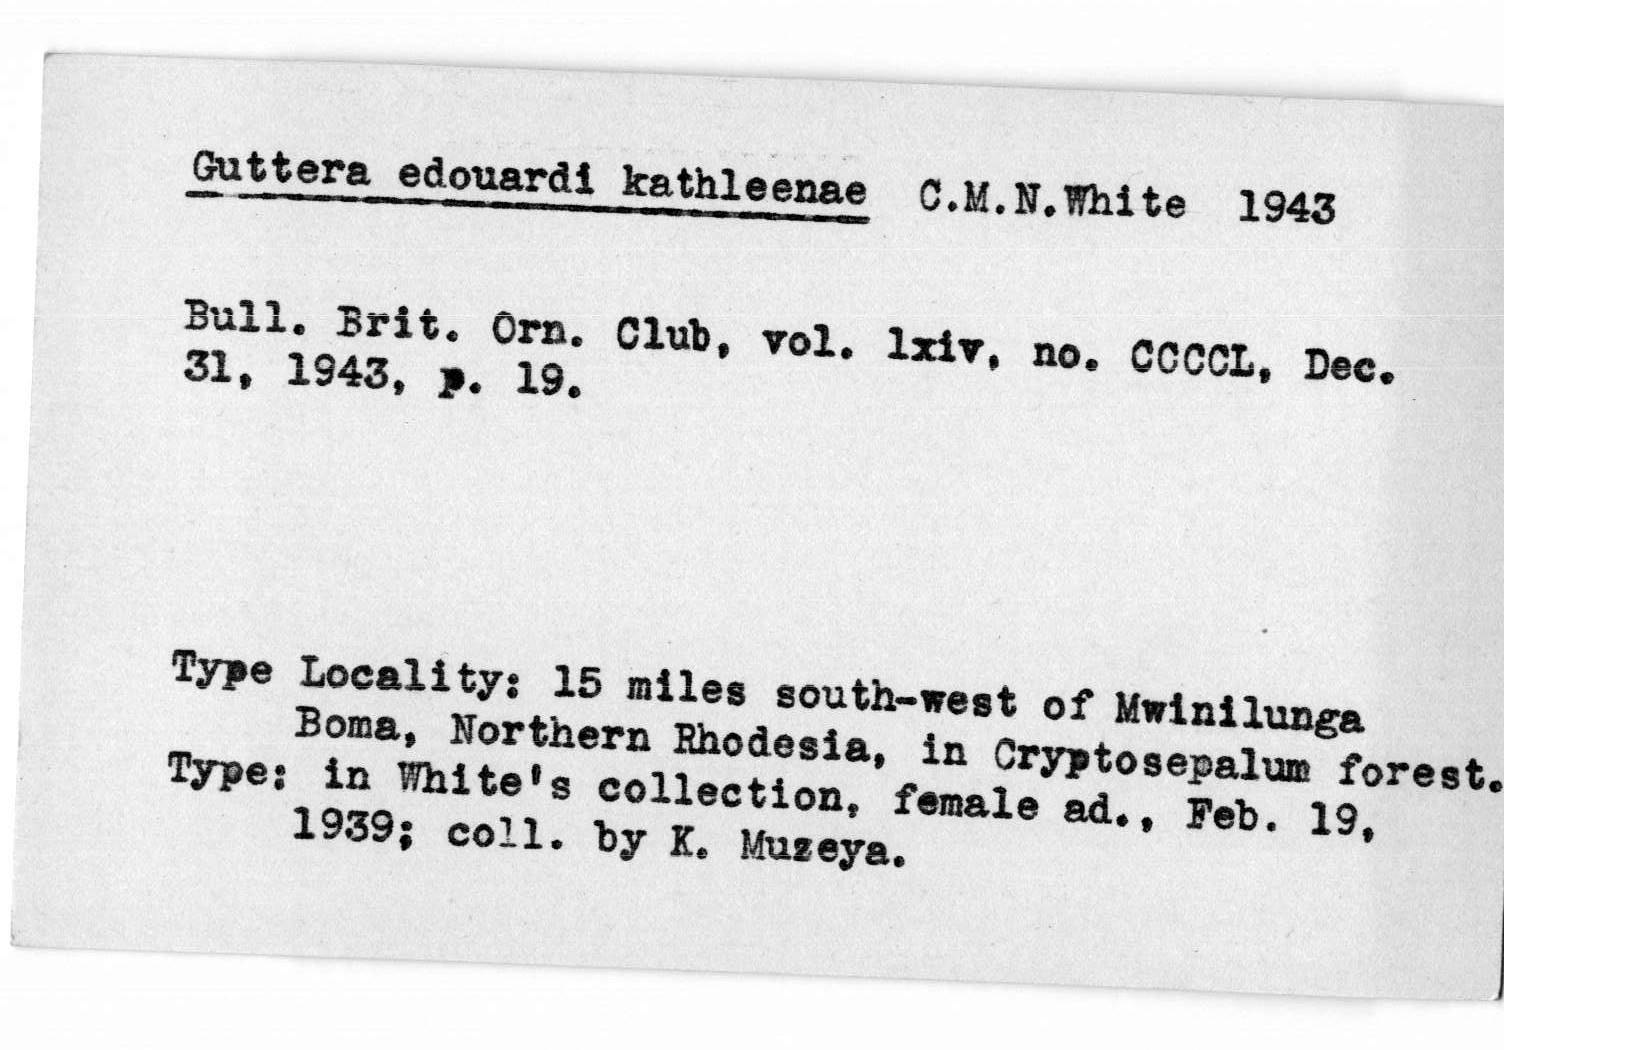 Guttera edouardi kathleenae C.M.N.White 1943
Bull. Brit. Orn. Club, vol. lxiv, no. CCCCL, Dec.
31, 1943, p. 19.
Type Locality: 15 miles south-west of Mwinilunga
Boma, Northern Rhodesia, in Cryptosepalum forest.
Type: in White's collection, female ad., Feb. 19,
1939; coll. by K. Muzeya.